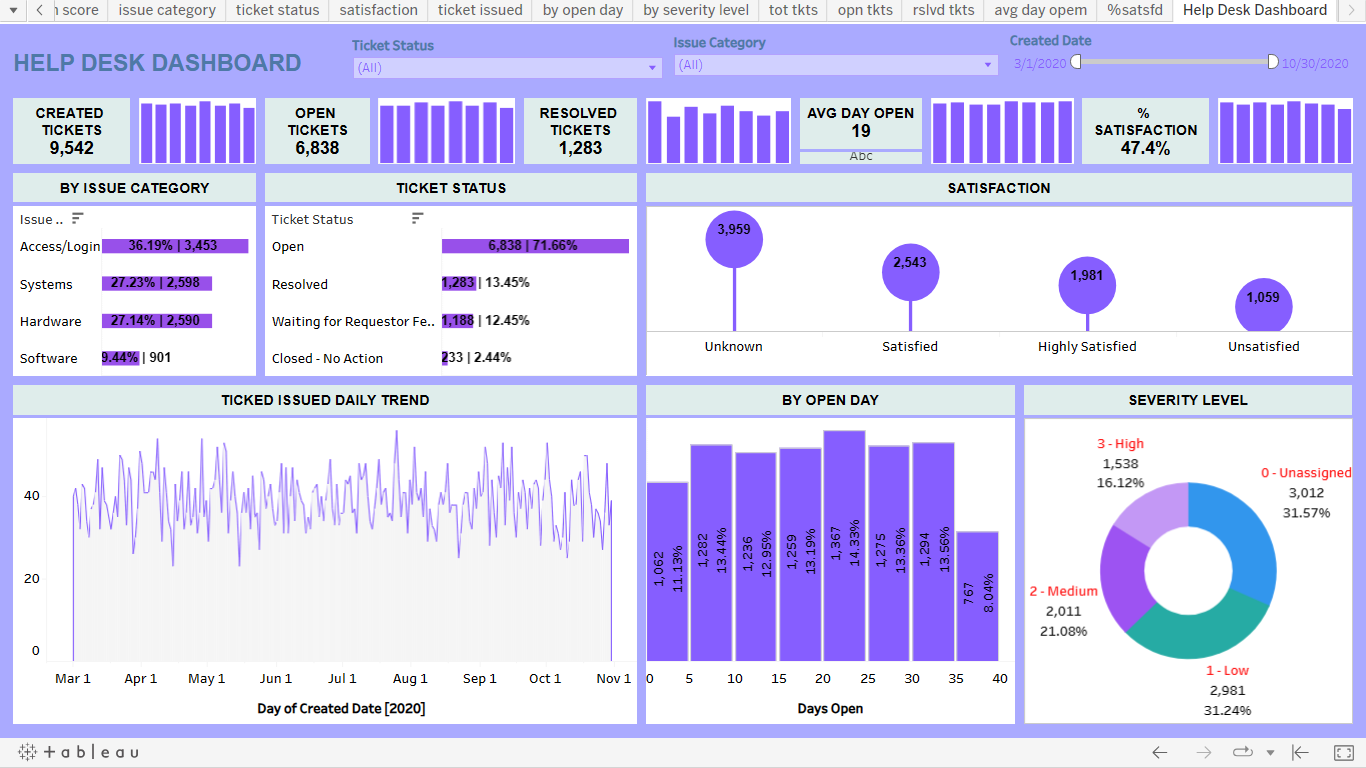 n score
issue category
ticket status
satisfaction
ticket issued
by open day
by severity level
tot tkts
opn tkts
rslvd tkts
avg day opem
%satsfd
Help Desk Dashboard
HELP DESK DASHBOARD
Ticket Status
(All)
Issue Category
(All)
Created Date
3/1/2020
10/30/2020
CREATED
TICKETS
9,542
OPEN
TICKETS
6,838
RESOLVED
TICKETS
1,283
AVG DAY OPEN
19
Abc
%
SATISFACTION
47.4%
BY ISSUE CATEGORY
Issue ..
Access/Login
36.19% | 3,453
Systems
27.23% | 2,598
Hardware
27.14% | 2,590
Software
9.44% | 901
TICKET STATUS
Ticket Status
Open
6,838 | 71.66%
Resolved
1,283 | 13.45%
Waiting for Requestor Fe..
1,188 | 12.45%
Closed - No Action
233 | 2.44%
SATISFACTION
3,959
2,543
1,981
1,059
Unknown
Satisfied
Highly Satisfied
Unsatisfied
TICKED ISSUED DAILY TREND
40
20
0
Mar 1
Apr 1
May 1
Jun 1
Jul 1
Aug 1
Sep 1
Oct 1
Nov 1
Day of Created Date [2020]
BY OPEN DAY
1,062
11.13%
1,282
13.44%
1,236
12.95%
1,259
13.19%
1,367
14.33%
1,275
13.36%
1,294
13.56%
767
8.04%
0
5
10
15
20
25
30
35
40
Days Open
SEVERITY LEVEL
3 - High
1,538
16.12%
0 - Unassigned
3,012
31.57%
2 - Medium
2,011
21.08%
1 - Low
2,981
31.24%
+ a b l e a u